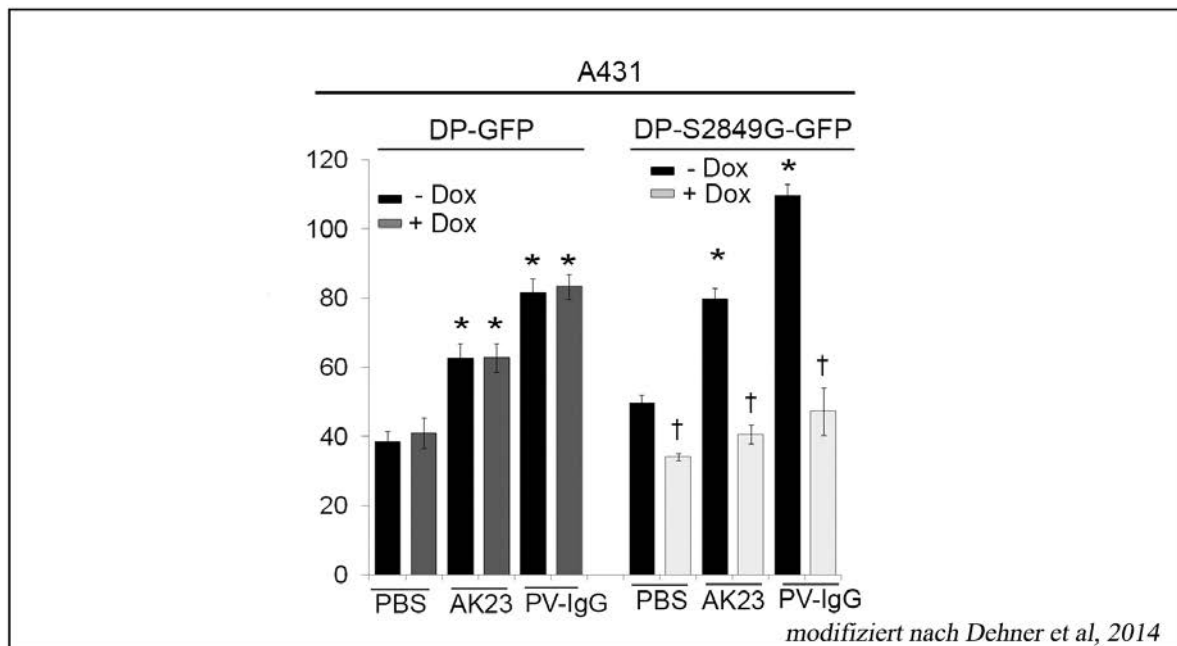 A431
DP-GFP DP-S2849G-GFP
- Dox
+ Dox
- Dox
+ Dox
120
100
80
60
40
20
0
* * * *
* † * † * †
PBS AK23 PV-IgG PBS AK23 PV-IgG
modifiziert nach Dehner et al, 2014